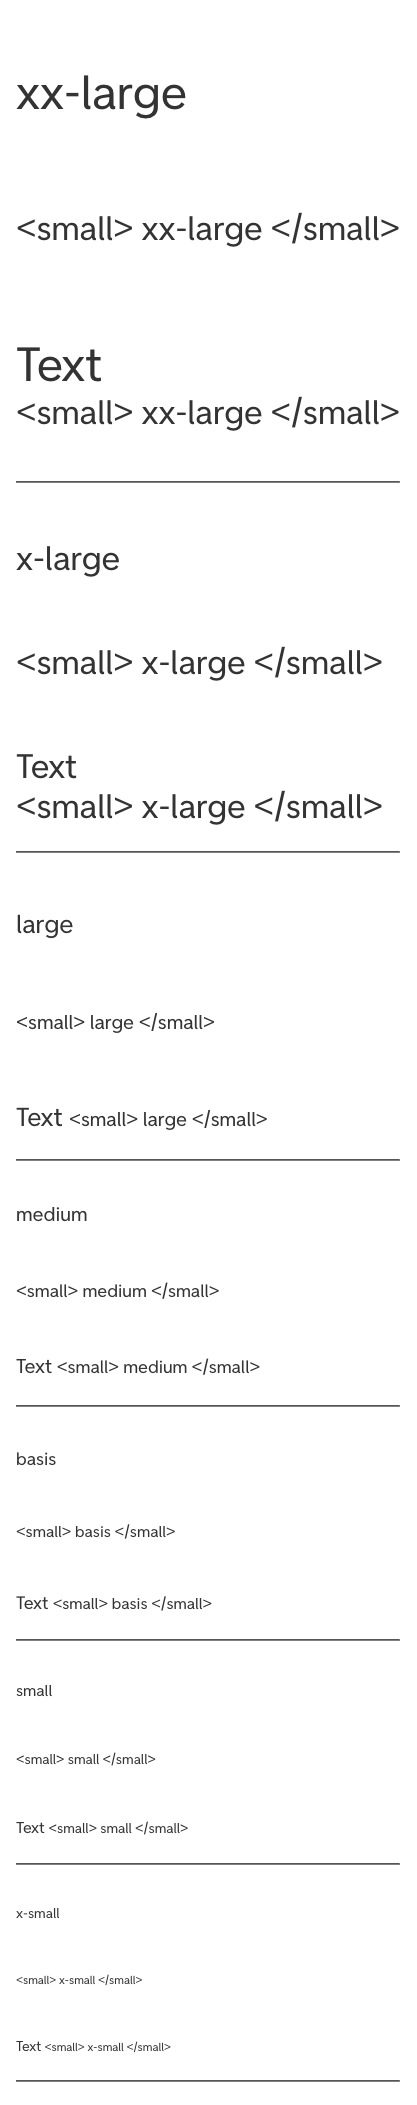 xx-large
<small> xx-large </small>
Text
<small> xx-large </small>
x-large
<small> x-large </small>
Text
<small> x-large </small>
large
<small> large </small>
Text <small> large </small>
medium
<small> medium </small>
Text <small> medium </small>
basis
<small> basis </small>
Text <small> basis </small>
small
<small> small </small>
Text <small> small </small>
x-small
<small> x-small </small>
Text <small> x-small </small>